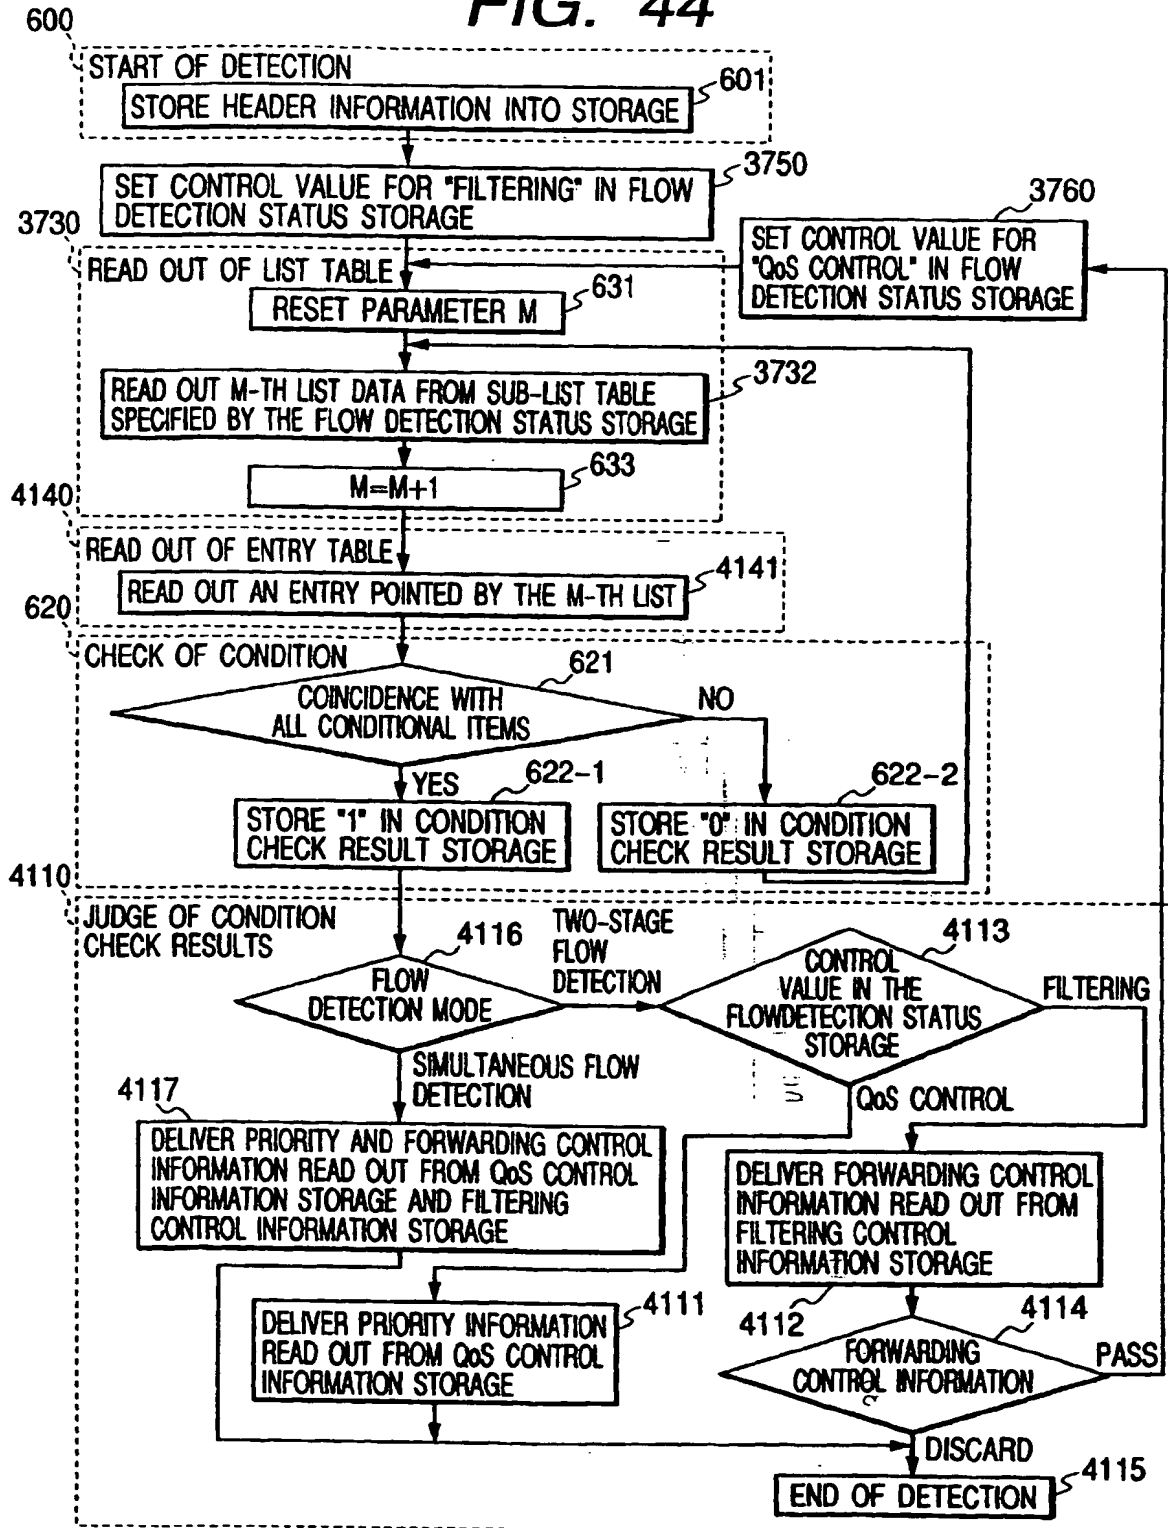 FIG. 44
600
START OF DETECTION
601
STORE HEADER INFORMATION INTO STORAGE
3750
SET CONTROL VALUE FOR "FILTERING" IN FLOW
DETECTION STATUS STORAGE
3760
SET CONTROL VALUE FOR
"QoS CONTROL" IN FLOW
DETECTION STATUS STORAGE
3730
READ OUT OF LIST TABLE
631
RESET PARAMETER M
3732
READ OUT M-TH LIST DATA FROM SUB-LIST TABLE
SPECIFIED BY THE FLOW DETECTION STATUS STORAGE
633
M=M+1
4140
READ OUT OF ENTRY TABLE
4141
READ OUT AN ENTRY POINTED BY THE M-TH LIST
620
CHECK OF CONDITION
621
COINCIDENCE WITH
ALL CONDITIONAL ITEMS
NO
YES
622-1
STORE "1" IN CONDITION
CHECK RESULT STORAGE
622-2
STORE "0" IN CONDITION
CHECK RESULT STORAGE
4110
JUDGE OF CONDITION
CHECK RESULTS
4116
FLOW
DETECTION MODE
TWO-STAGE
FLOW
DETECTION
4113
CONTROL
VALUE IN THE
FLOWDETECTION STATUS
STORAGE
FILTERING
SIMULTANEOUS FLOW
DETECTION
QoS CONTROL
4117
DELIVER PRIORITY AND FORWARDING CONTROL
INFORMATION READ OUT FROM QoS CONTROL
INFORMATION STORAGE AND FILTERING
CONTROL INFORMATION STORAGE
DELIVER FORWARDING CONTROL
INFORMATION READ OUT FROM
FILTERING CONTROL
INFORMATION STORAGE
4112
4111
DELIVER PRIORITY INFORMATION
READ OUT FROM QoS CONTROL
INFORMATION STORAGE
4114
FORWARDING
CONTROL INFORMATION
PASS
DISCARD
4115
END OF DETECTION